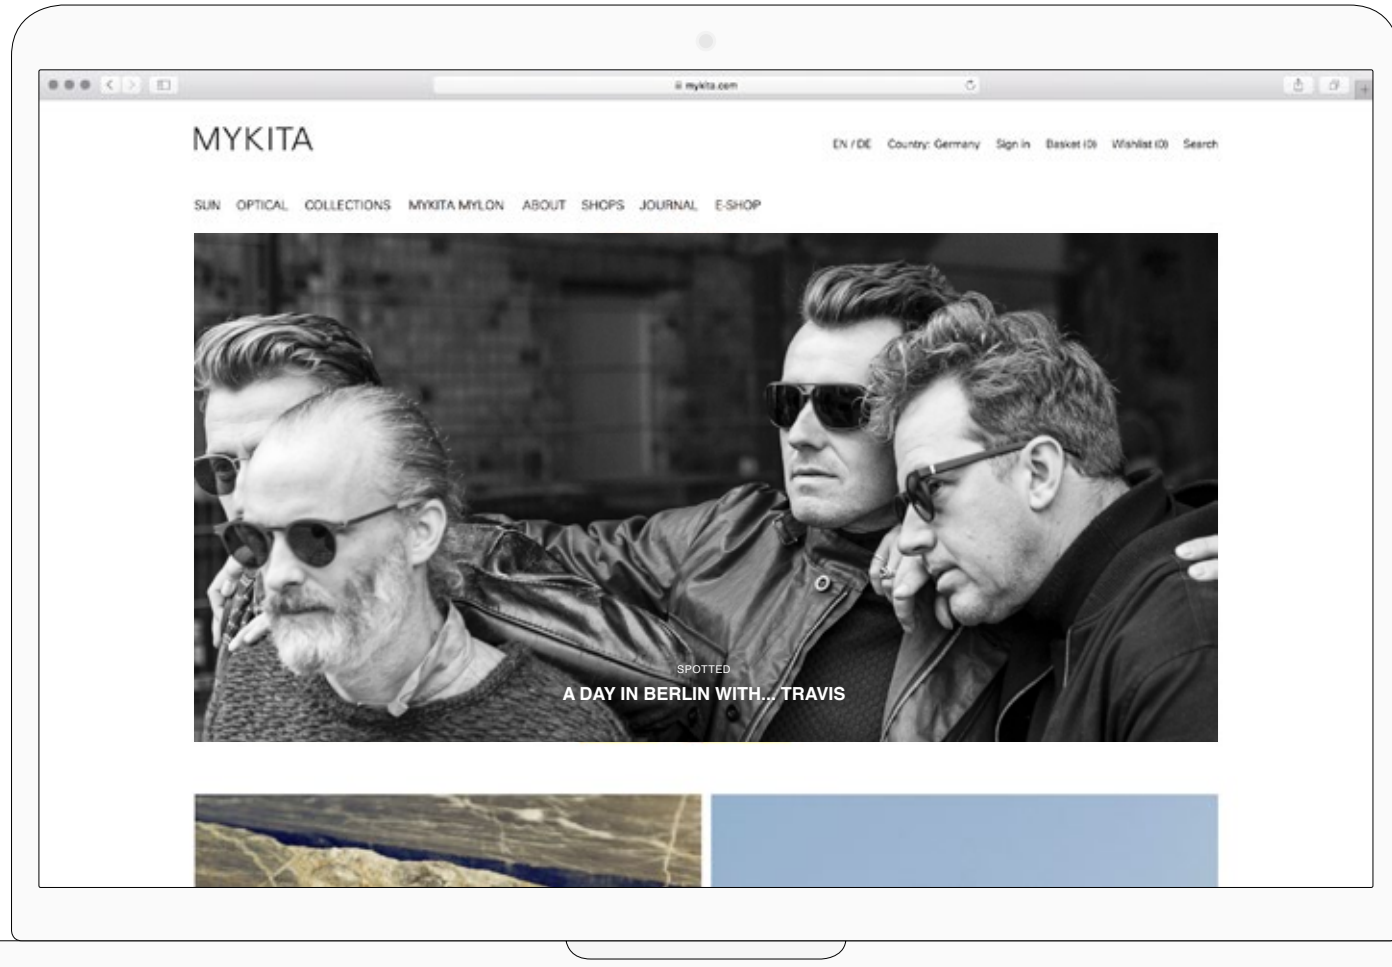 mykita.com
MYKITA
EN / DE Country: Germany Sign in Basket (0) Wishlist (0) Search
SUN OPTICAL COLLECTIONS MYKITA MYLON ABOUT SHOPS JOURNAL E-SHOP
SPOTTED
A DAY IN BERLIN WITH... TRAVIS